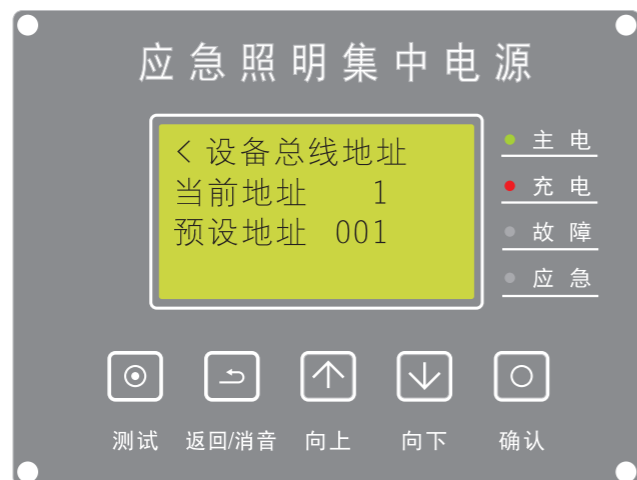 应急照明集中电源
< 设备总线地址
当前地址 1
预设地址 001
主电
充电
故障
应急
测试 返回/消音 向上 向下 确认